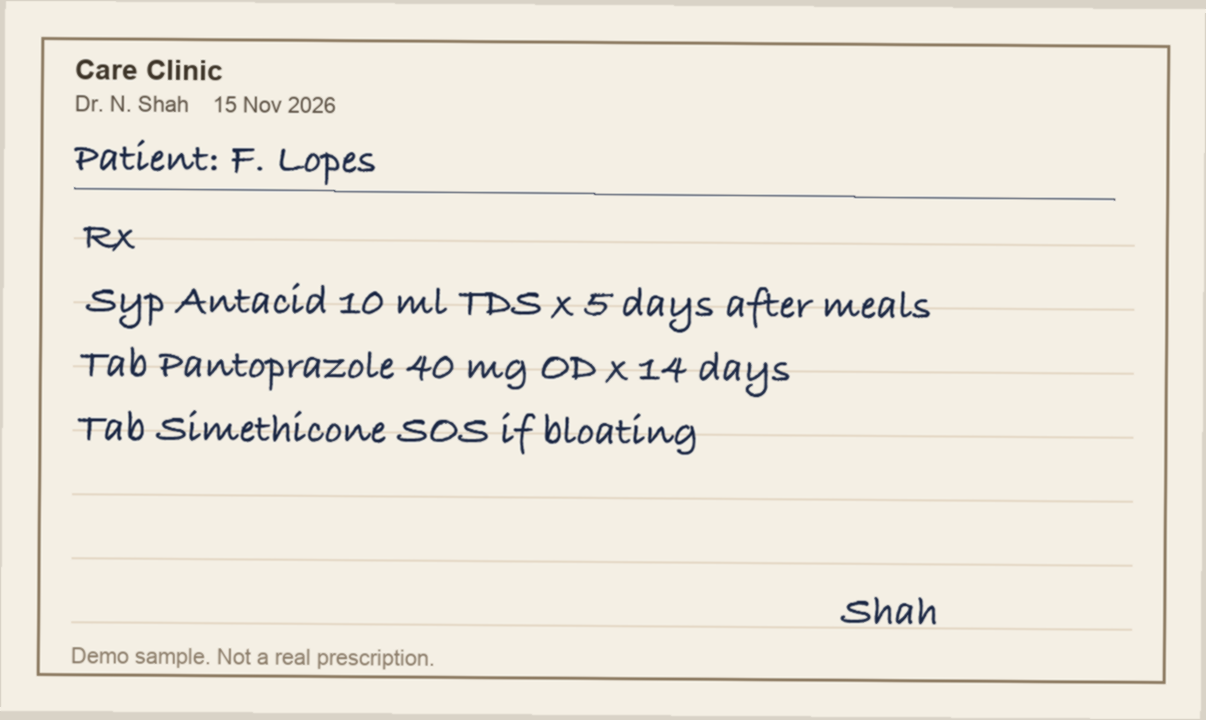 Care Clinic
Dr. N. Shah 15 Nov 2026
Patient: F. Lopes
Rx
Syp Antacid 10 ml TDS x 5 days after meals
Tab Pantoprazole 40 mg OD x 14 days
Tab Simethicone SOS if bloating
Shah
Demo sample. Not a real prescription.